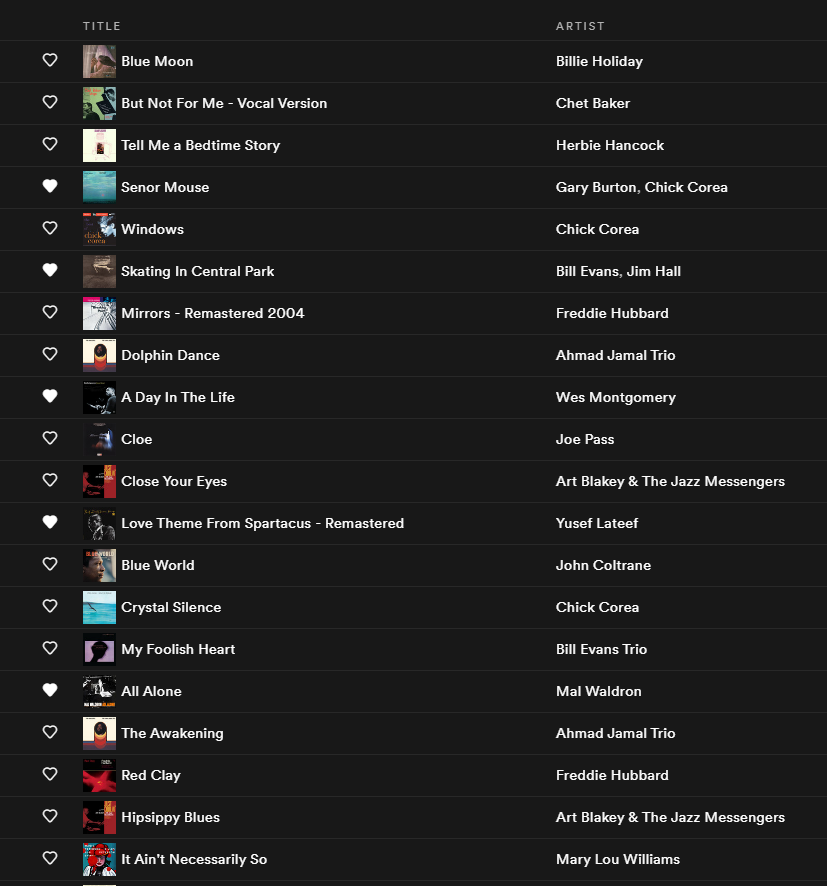 TITLE ARTIST
Blue Moon Billie Holiday
But Not For Me - Vocal Version Chet Baker
Tell Me a Bedtime Story Herbie Hancock
Senor Mouse Gary Burton, Chick Corea
Windows Chick Corea
Skating In Central Park Bill Evans, Jim Hall
Mirrors - Remastered 2004 Freddie Hubbard
Dolphin Dance Ahmad Jamal Trio
A Day In The Life Wes Montgomery
Cloe Joe Pass
Close Your Eyes Art Blakey & The Jazz Messengers
Love Theme From Spartacus - Remastered Yusef Lateef
Blue World John Coltrane
Crystal Silence Chick Corea
My Foolish Heart Bill Evans Trio
All Alone Mal Waldron
The Awakening Ahmad Jamal Trio
Red Clay Freddie Hubbard
Hipsippy Blues Art Blakey & The Jazz Messengers
It Ain't Necessarily So Mary Lou Williams